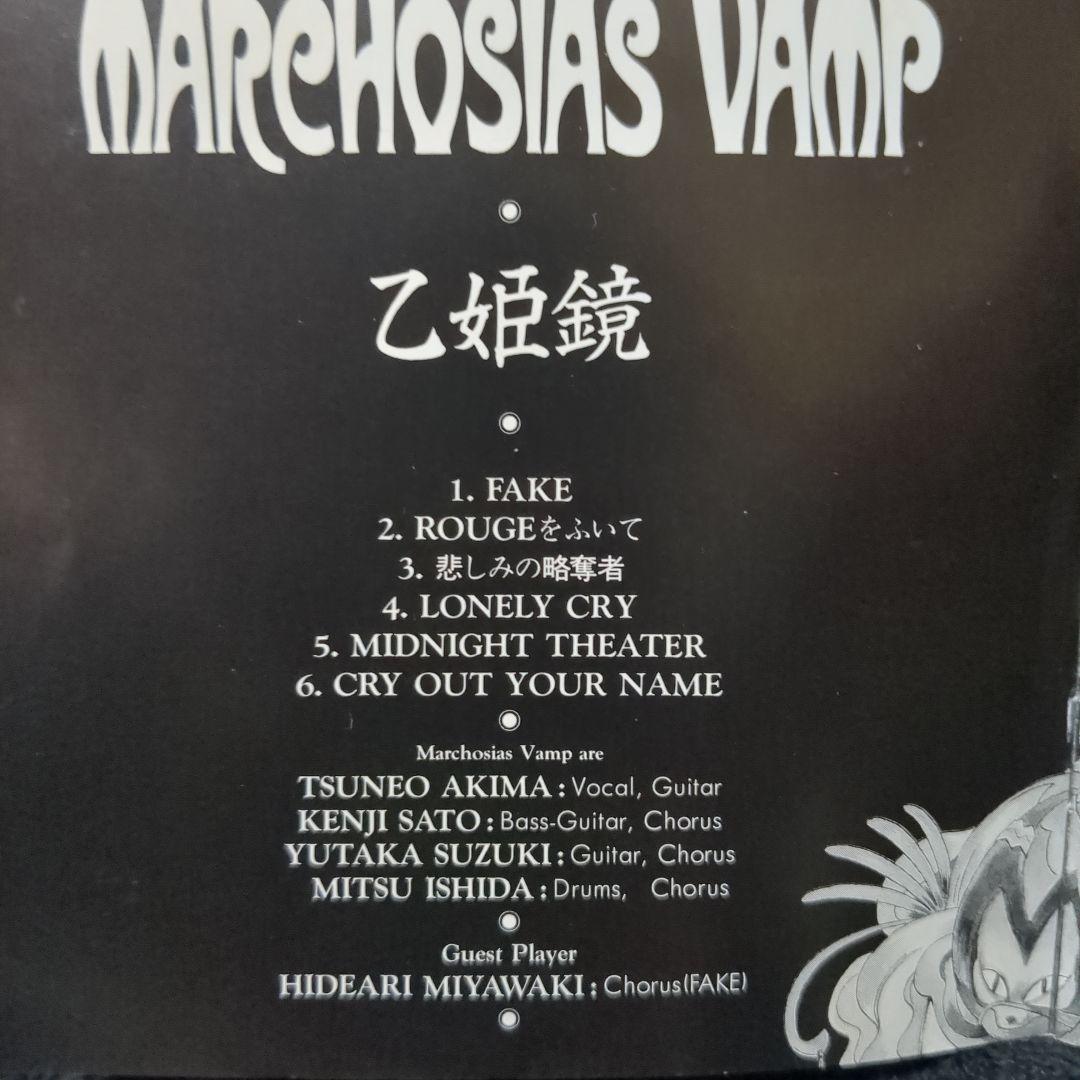 MARCHOSIAS VAMP
乙姫鏡
1. FAKE
2. ROUGEをふいて
3. 悲しみの略奪者
4. LONELY CRY
5. MIDNIGHT THEATER
6. CRY OUT YOUR NAME
Marchosias Vamp are
TSUNEO AKIMA : Vocal, Guitar
KENJI SATO : Bass-Guitar, Chorus
YUTAKA SUZUKI : Guitar, Chorus
MITSU ISHIDA : Drums, Chorus
Guest Player
HIDEARI MIYAWAKI : Chorus(FAKE)